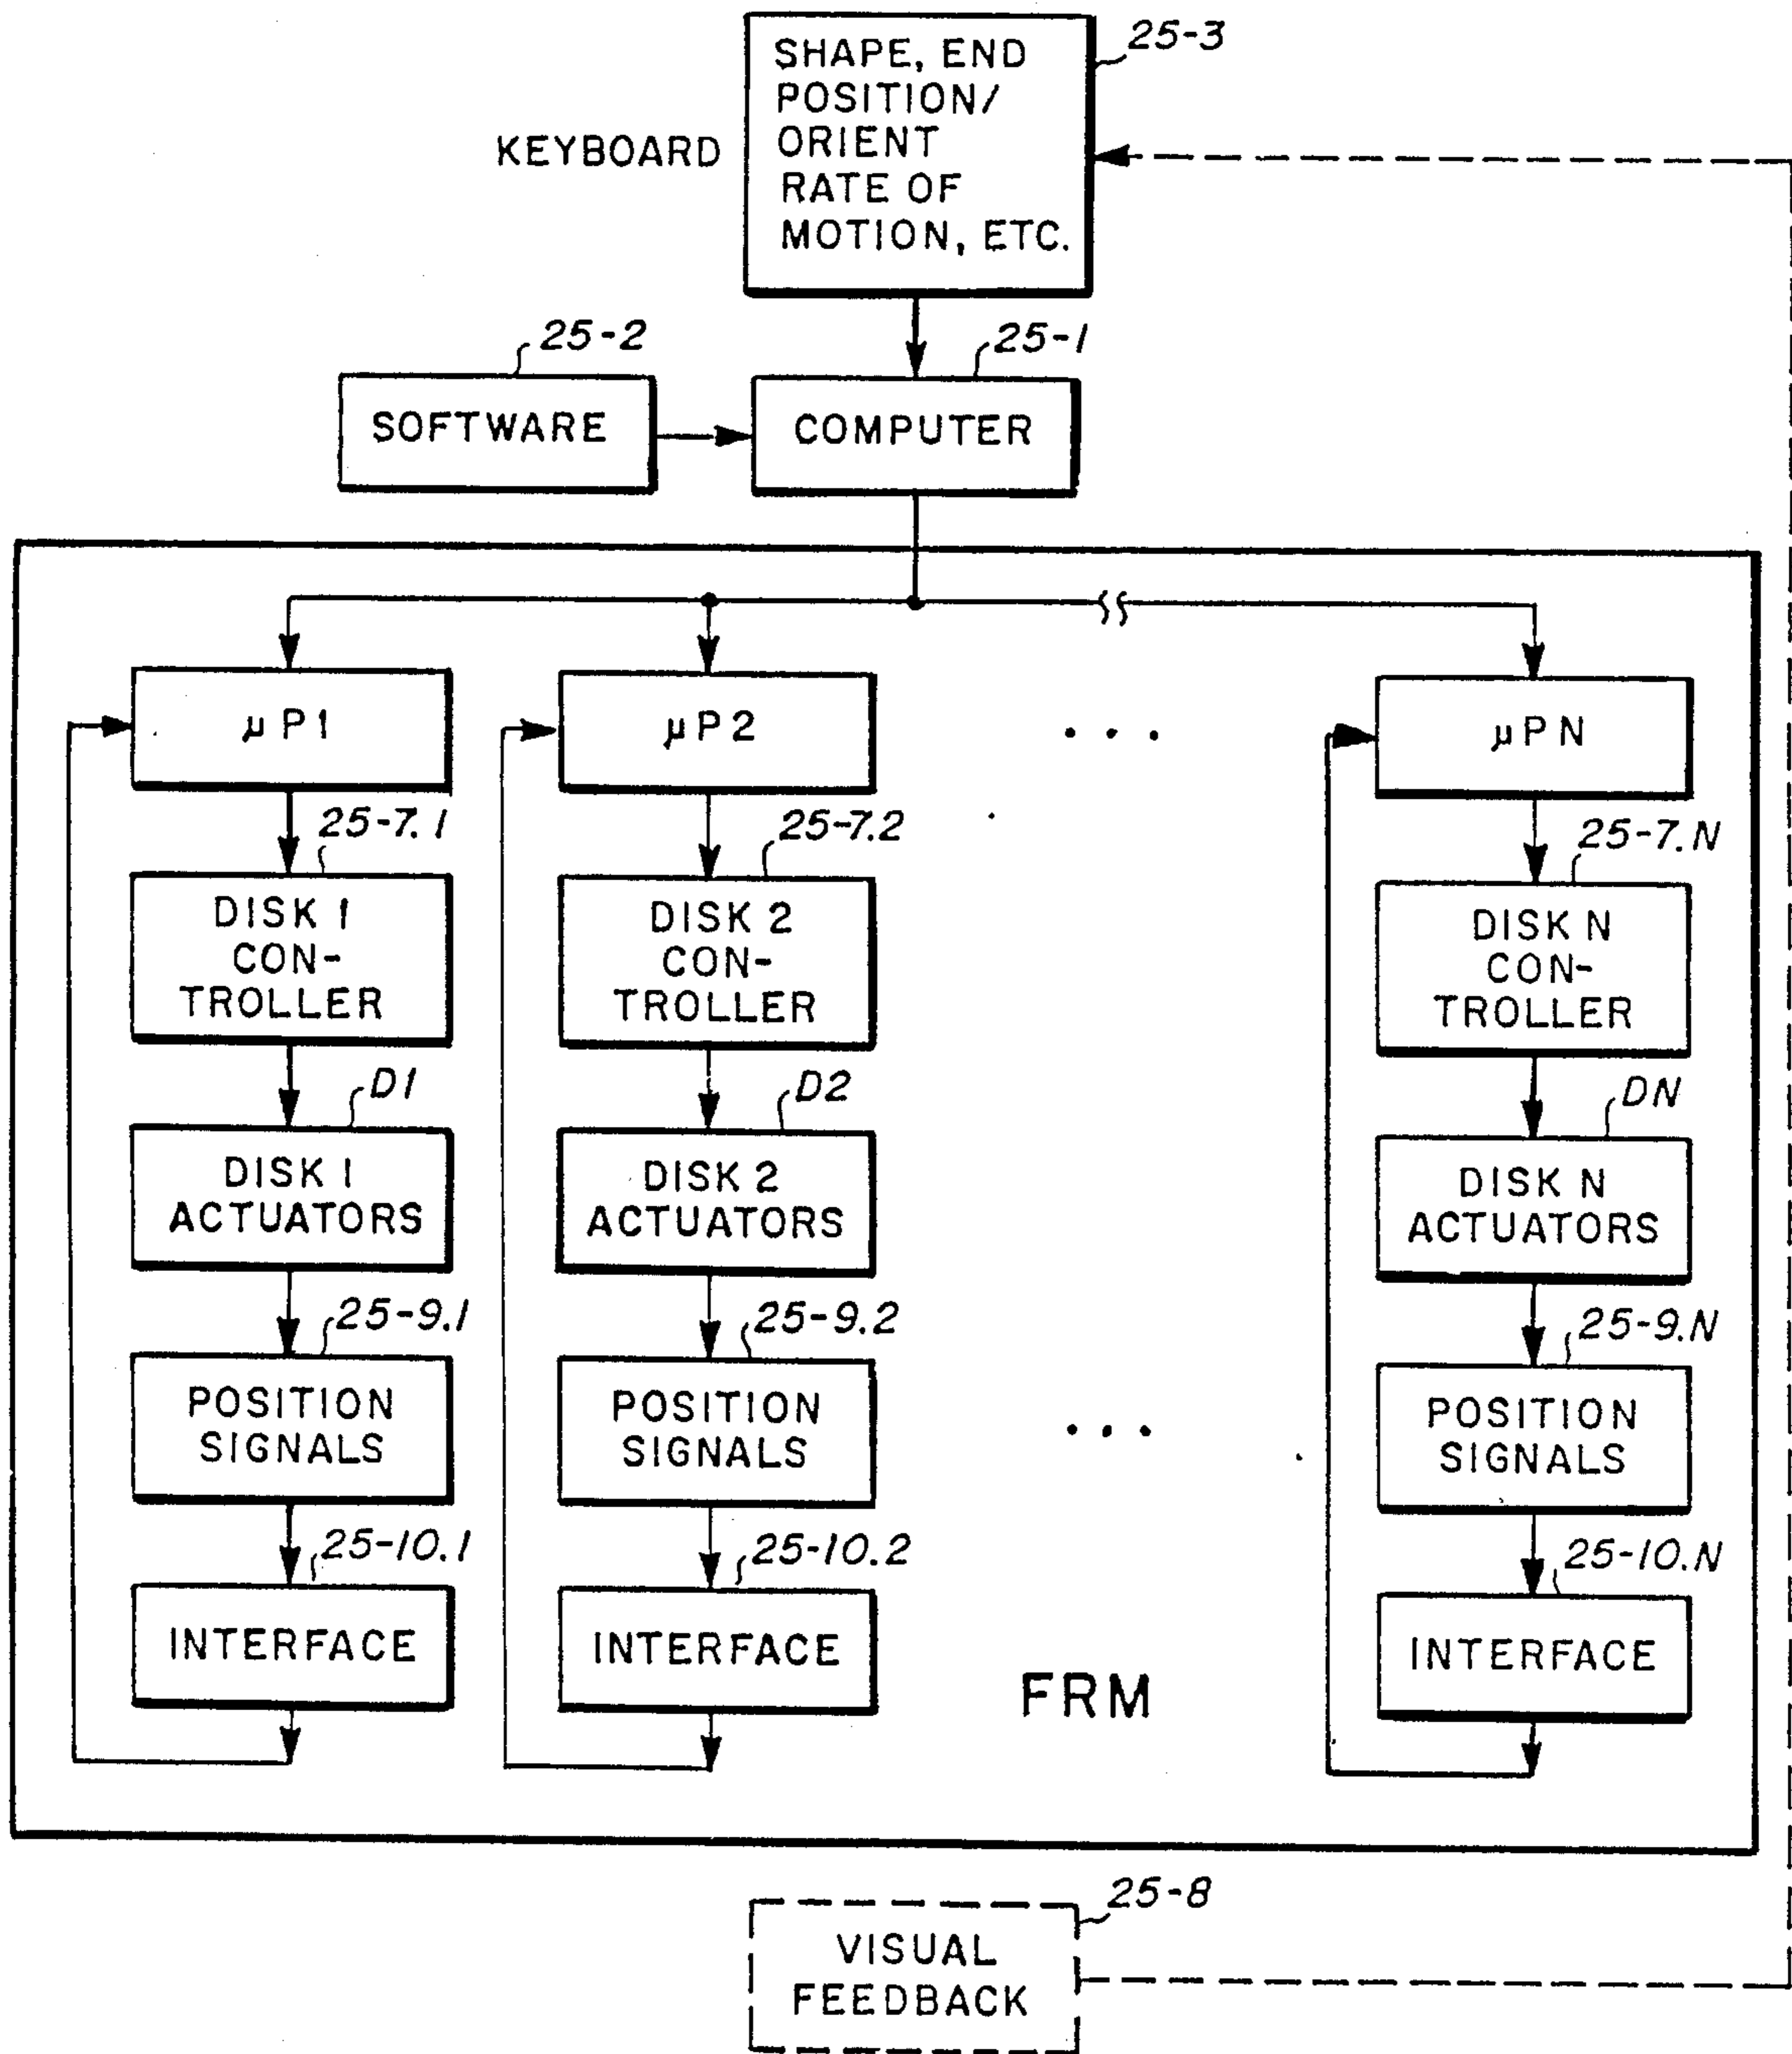 25-3
SHAPE, END
POSITION/
ORIENT
RATE OF
MOTION, ETC.
KEYBOARD
25-2
25-1
SOFTWARE
COMPUTER
μP1
μP2
. . .
μPN
25-7.1
25-7.2
25-7.N
DISK 1
CON-
TROLLER
DISK 2
CON-
TROLLER
DISK N
CON-
TROLLER
D1
D2
DN
DISK 1
ACTUATORS
DISK 2
ACTUATORS
DISK N
ACTUATORS
25-9.1
25-9.2
25-9.N
POSITION
SIGNALS
POSITION
SIGNALS
. . .
POSITION
SIGNALS
25-10.1
25-10.2
25-10.N
INTERFACE
INTERFACE
INTERFACE
FRM
25-8
VISUAL
FEEDBACK